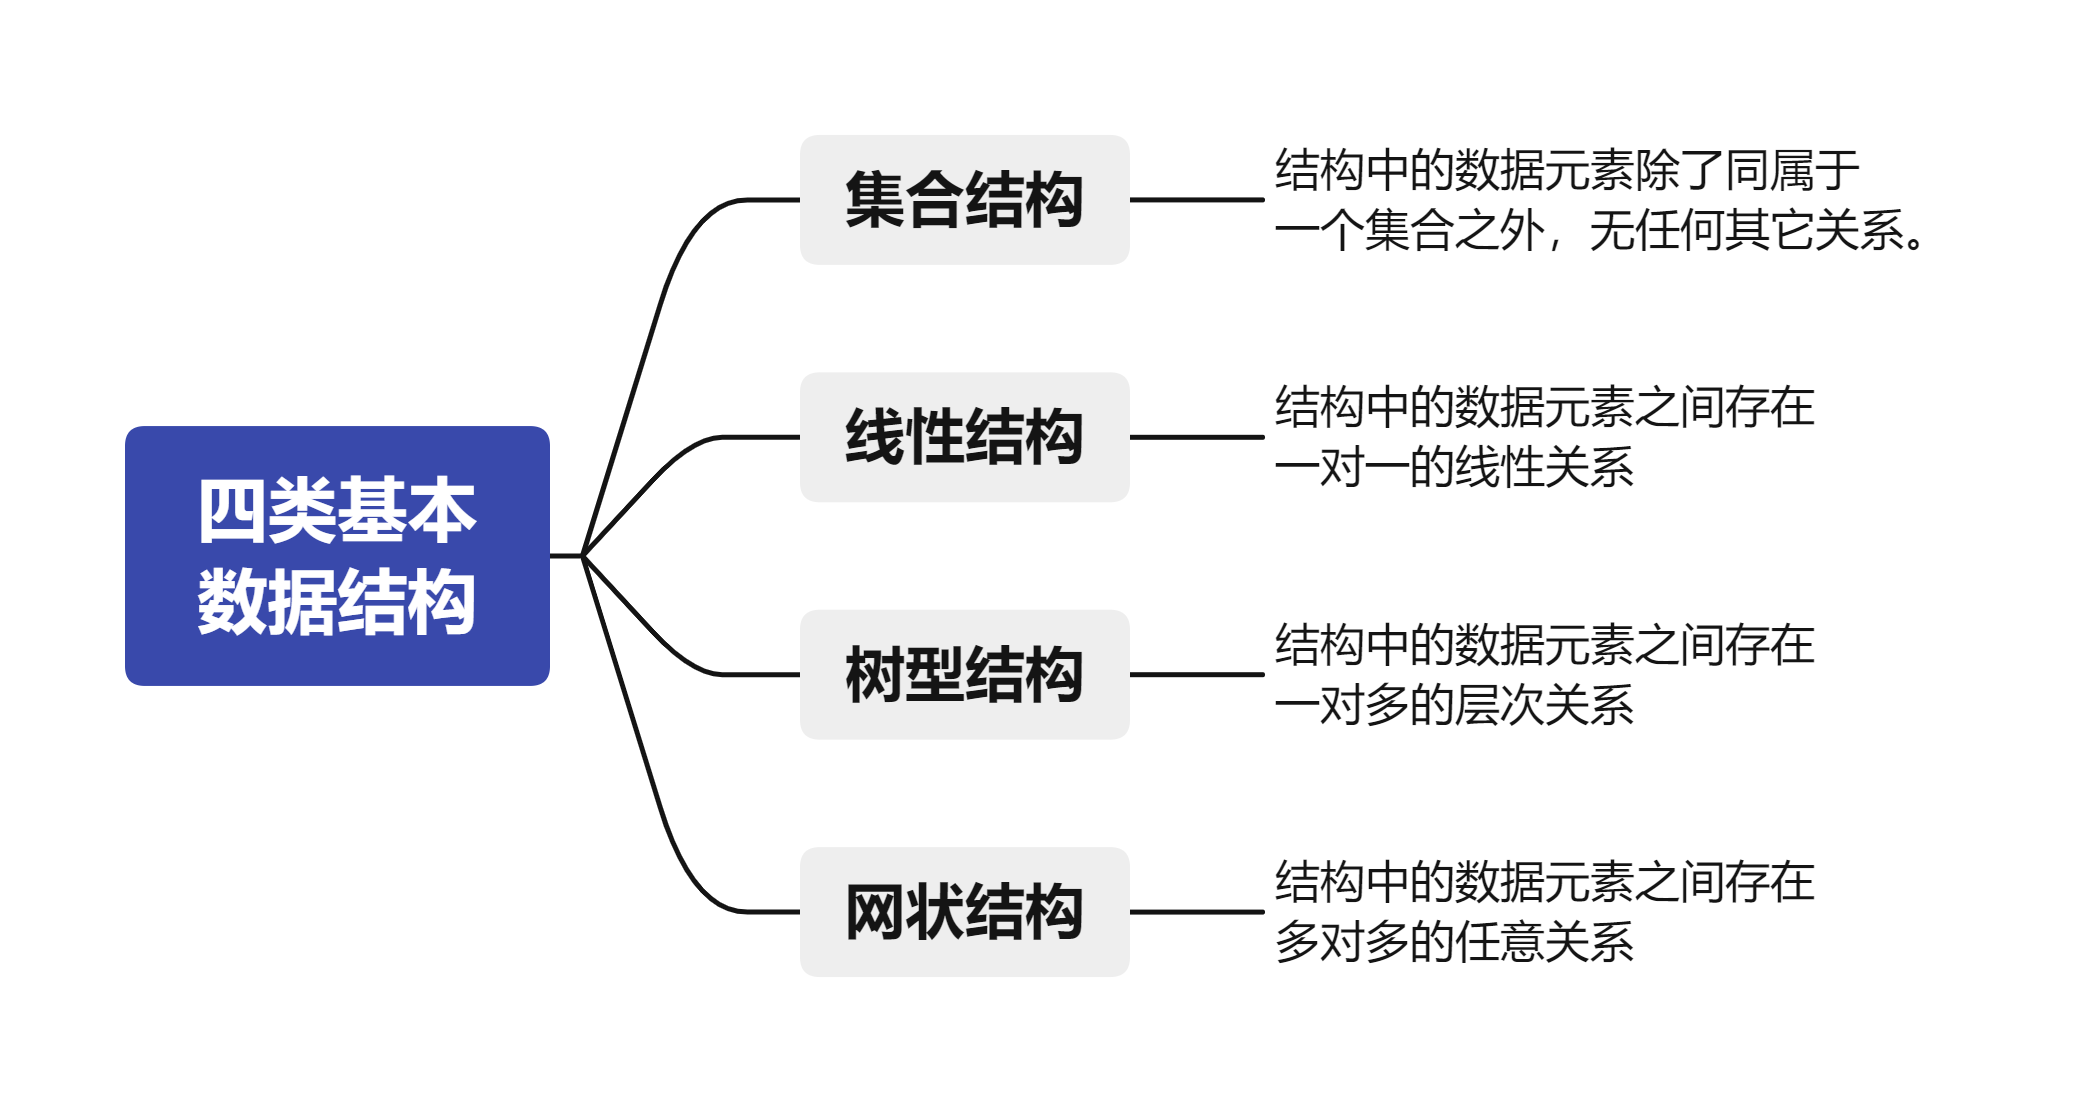 四类基本
数据结构
集合结构
结构中的数据元素除了同属于
一个集合之外，无任何其它关系。
线性结构
结构中的数据元素之间存在
一对一的线性关系
树型结构
结构中的数据元素之间存在
一对多的层次关系
网状结构
结构中的数据元素之间存在
多对多的任意关系